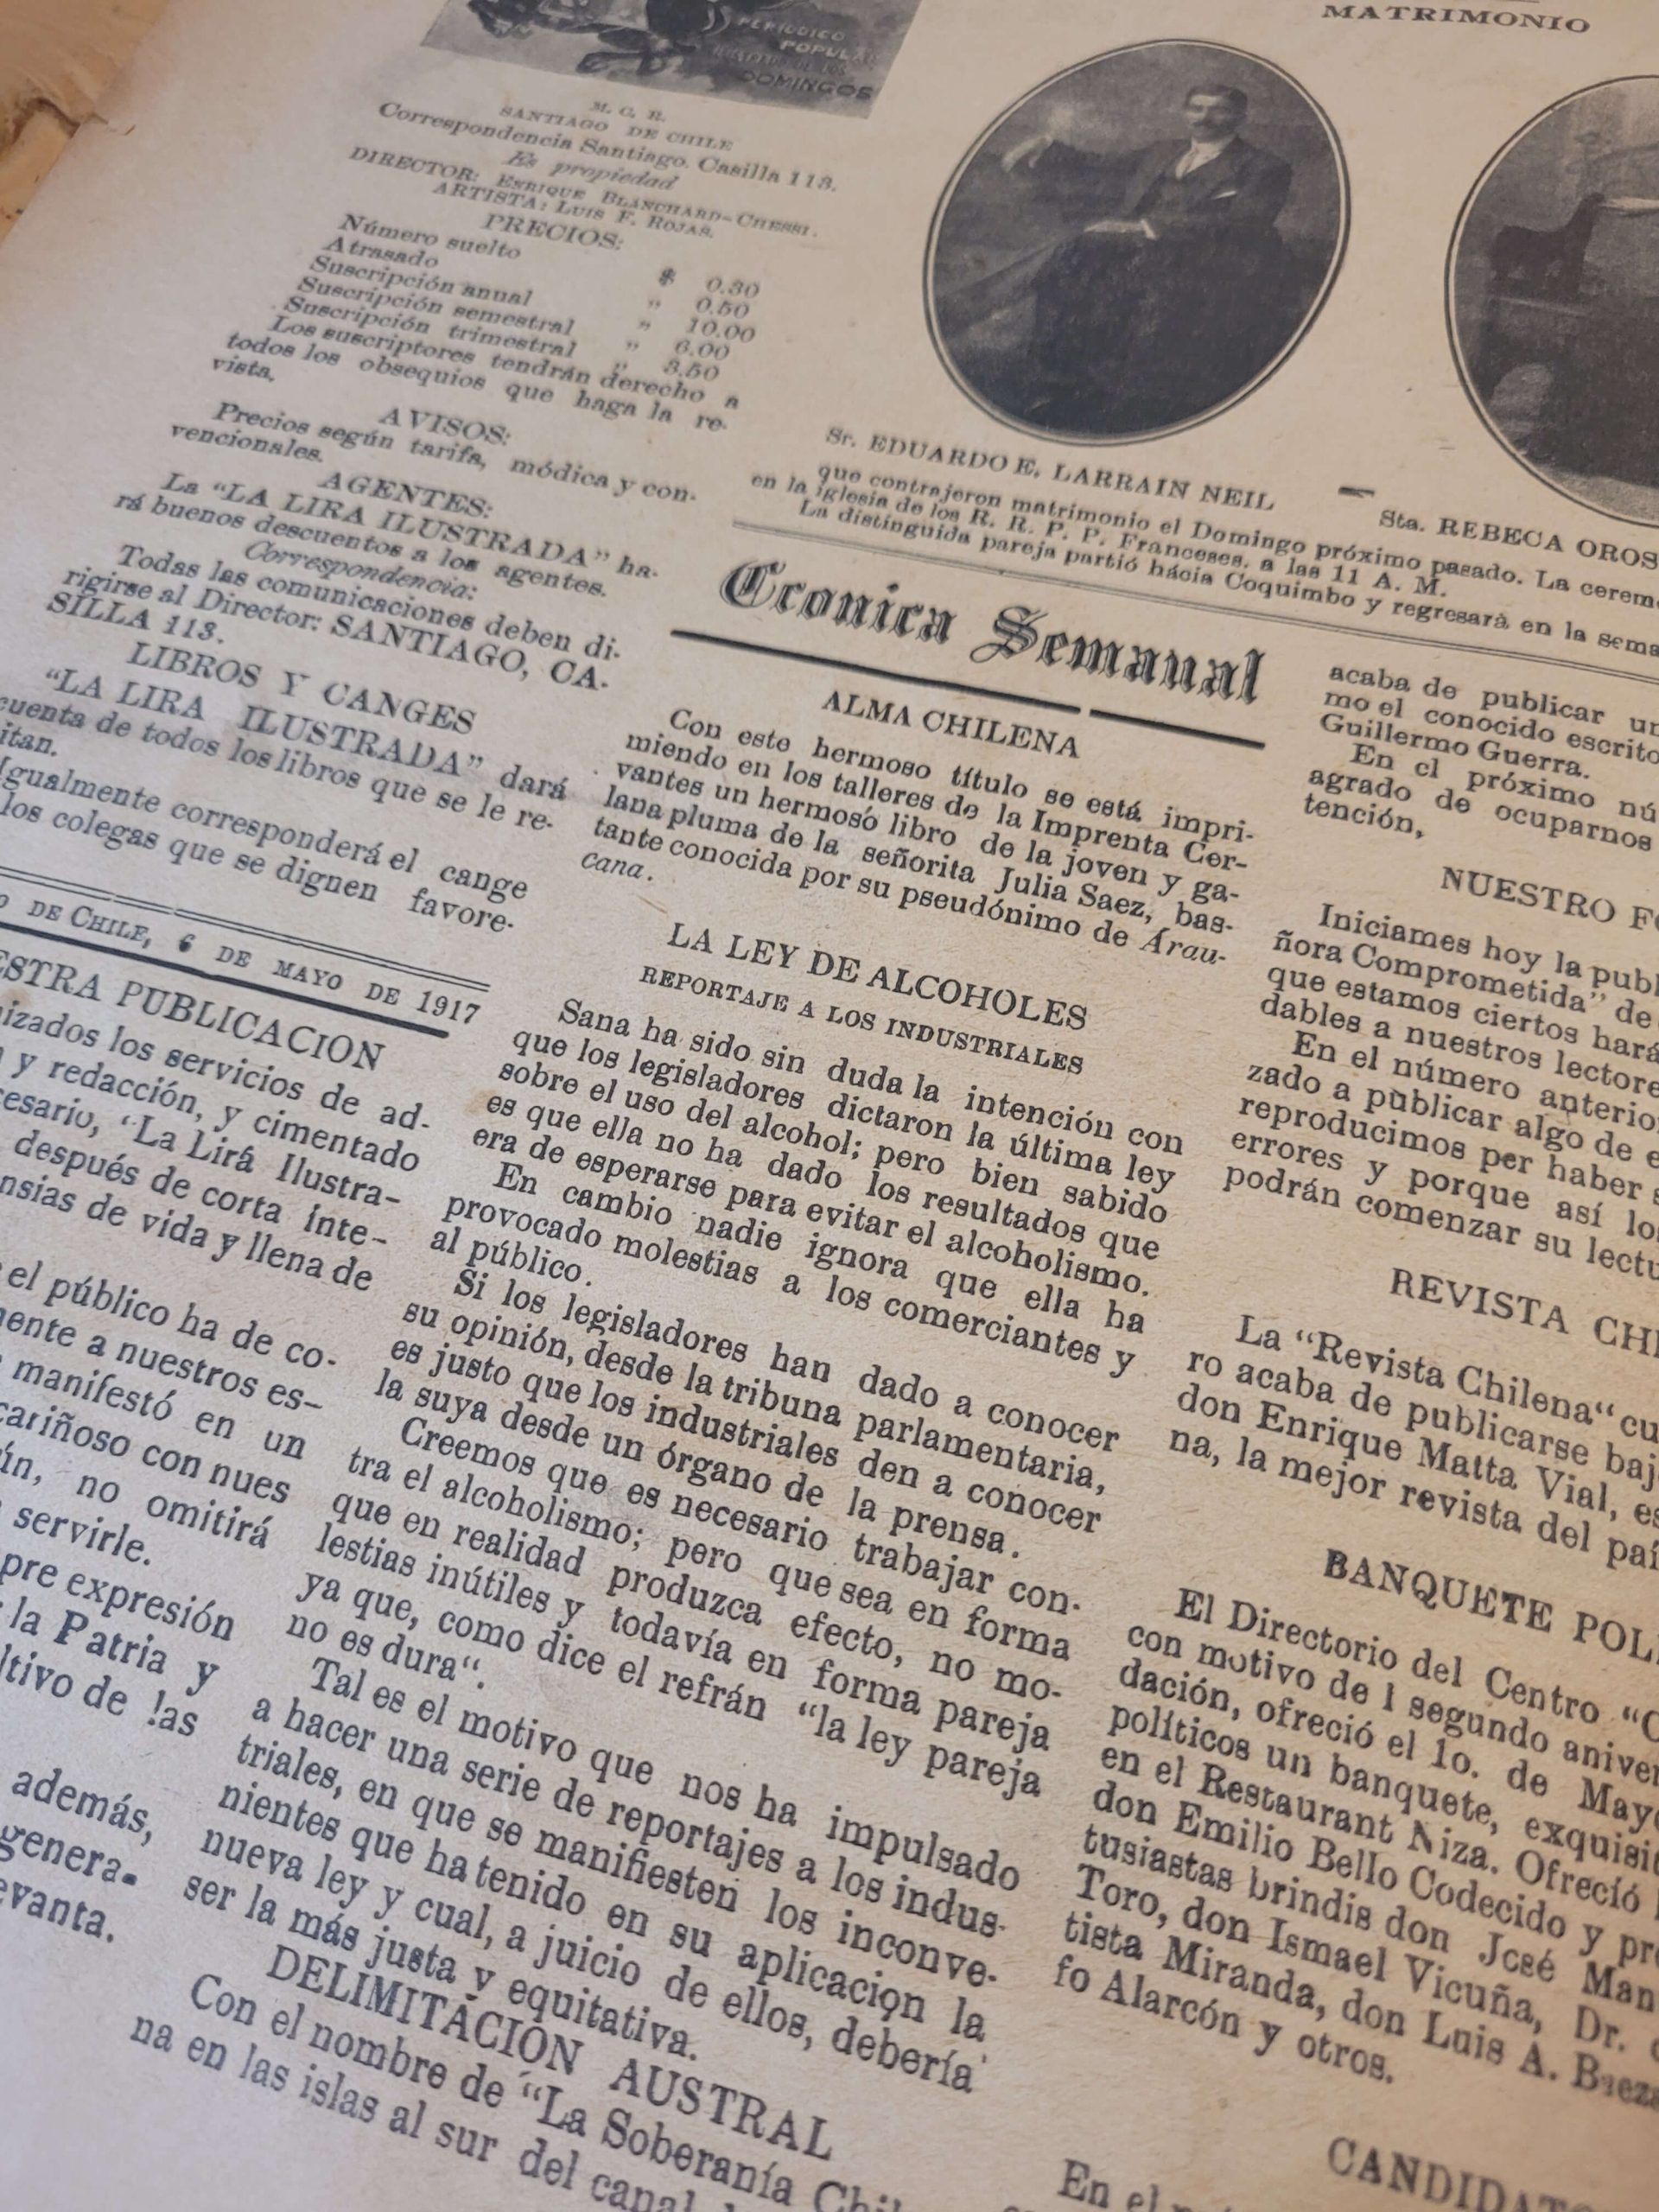 PERIODICO
POPULAR
DOMINGOS
M. C. R.
SANTIAGO DE CHILE
Correspondencia Santiago. Casilla 113.
Es propiedad
DIRECTOR: ENRIQUE BLANCHARD-CHESSI.
ARTISTA: LUIS F. ROJAS.
PRECIOS:
Número suelto $ 0.30
Atrasado „ 0.50
Suscripción anual „ 10.00
Suscripción semestral „ 6.00
Suscripción trimestral „ 3.50
Los suscriptores tendrán derecho a
todos los obsequios que haga la re-
vista.
AVISOS:
Precios según tarifa, módica y con-
vencionales.
AGENTES:
La "LA LIRA ILUSTRADA" ha-
rá buenos descuentos a los agentes.
Correspondencia:
Todas las comunicaciones deben di-
rigirse al Director: SANTIAGO, CA-
SILLA 113.
LIBROS Y CANGES
"LA LIRA ILUSTRADA" dará
cuenta de todos los libros que se le re-
itan.
Igualmente corresponderá el cange
los colegas que se dignen favore-
DE CHILE, 6 DE MAYO DE 1917
ESTRA PUBLICACION
nizados los servicios de ad-
y redacción, y cimentado
cesario, "La Lirá Ilustra-
después de corta inte-
nsias de vida y llena de
el público ha de co-
mente a nuestros es-
manifestó en un
cariñoso con nues
ún, no omitirá
servirle.
pre expresión
la Patria y
ltivo de las
además,
genera-
evanta.
MATRIMONIO
Sr. EDUARDO E. LARRAIN NEIL — Sta. REBECA OROS
que contrajeron matrimonio el Domingo próximo pasado. La cerem
en la iglesia de los R. R. P. P. Franceses, a las 11 A. M.
La distinguida pareja partió hácia Coquimbo y regresará en la sema
Cronica Semanal
ALMA CHILENA
Con este hermoso título se está impri-
miendo en los talleres de la Imprenta Cer-
vantes un hermoso libro de la joven y ga-
lana pluma de la señorita Julia Saez, bas-
tante conocida por su pseudónimo de Árau-
cana.
LA LEY DE ALCOHOLES
REPORTAJE A LOS INDUSTRIALES
Sana ha sido sin duda la intención con
que los legisladores dictaron la última ley
sobre el uso del alcohol; pero bien sabido
es que ella no ha dado los resultados que
era de esperarse para evitar el alcoholismo.
En cambio nadie ignora que ella ha
provocado molestias a los comerciantes y
al público.
Si los legisladores han dado a conocer
su opinión, desde la tribuna parlamentaria,
es justo que los industriales den a conocer
la suya desde un órgano de la prensa.
Creemos que es necesario trabajar con-
tra el alcoholismo; pero que sea en forma
que en realidad produzca efecto, no mo-
lestias inútiles y todavía en forma pareja
ya que, como dice el refrán "la ley pareja
no es dura".
Tal es el motivo que nos ha impulsado
a hacer una serie de reportajes a los indus-
triales, en que se manifiesten los inconve-
nientes que ha tenido en su aplicacion la
nueva ley y cual, a juicio de ellos, debería
ser la más justa y equitativa.
DELIMITACION AUSTRAL
Con el nombre de "La Soberanía Chi
na en las islas al sur del canal
acaba de publicar un
mo el conocido escrito
Guillermo Guerra.
En el próximo nú
agrado de ocuparnos
tención,
NUESTRO FO
Iniciames hoy la publ
ñora Comprometida" de
que estamos ciertos hará
dables a nuestros lectore
En el número anterio
zado a publicar algo de e
reproducimos per haber s
errores y porque así lo
podrán comenzar su lectu
REVISTA CHI
La "Revista Chilena" cu
ro acaba de publicarse baj
don Enrique Matta Vial, es
na, la mejor revista del paí
BANQUETE POL
El Directorio del Centro "C
con motivo de l segundo aniver
dación, ofreció el 1o. de Mayo
políticos un banquete, exquisit
en el Restaurant Niza. Ofreció
don Emilio Bello Codecido y pro
tusiastas brindis don José Man
Toro, don Ismael Vicuña, Dr.
tista Miranda, don Luis A. Baeza
fo Alarcón y otros.
CANDIDAT
En el